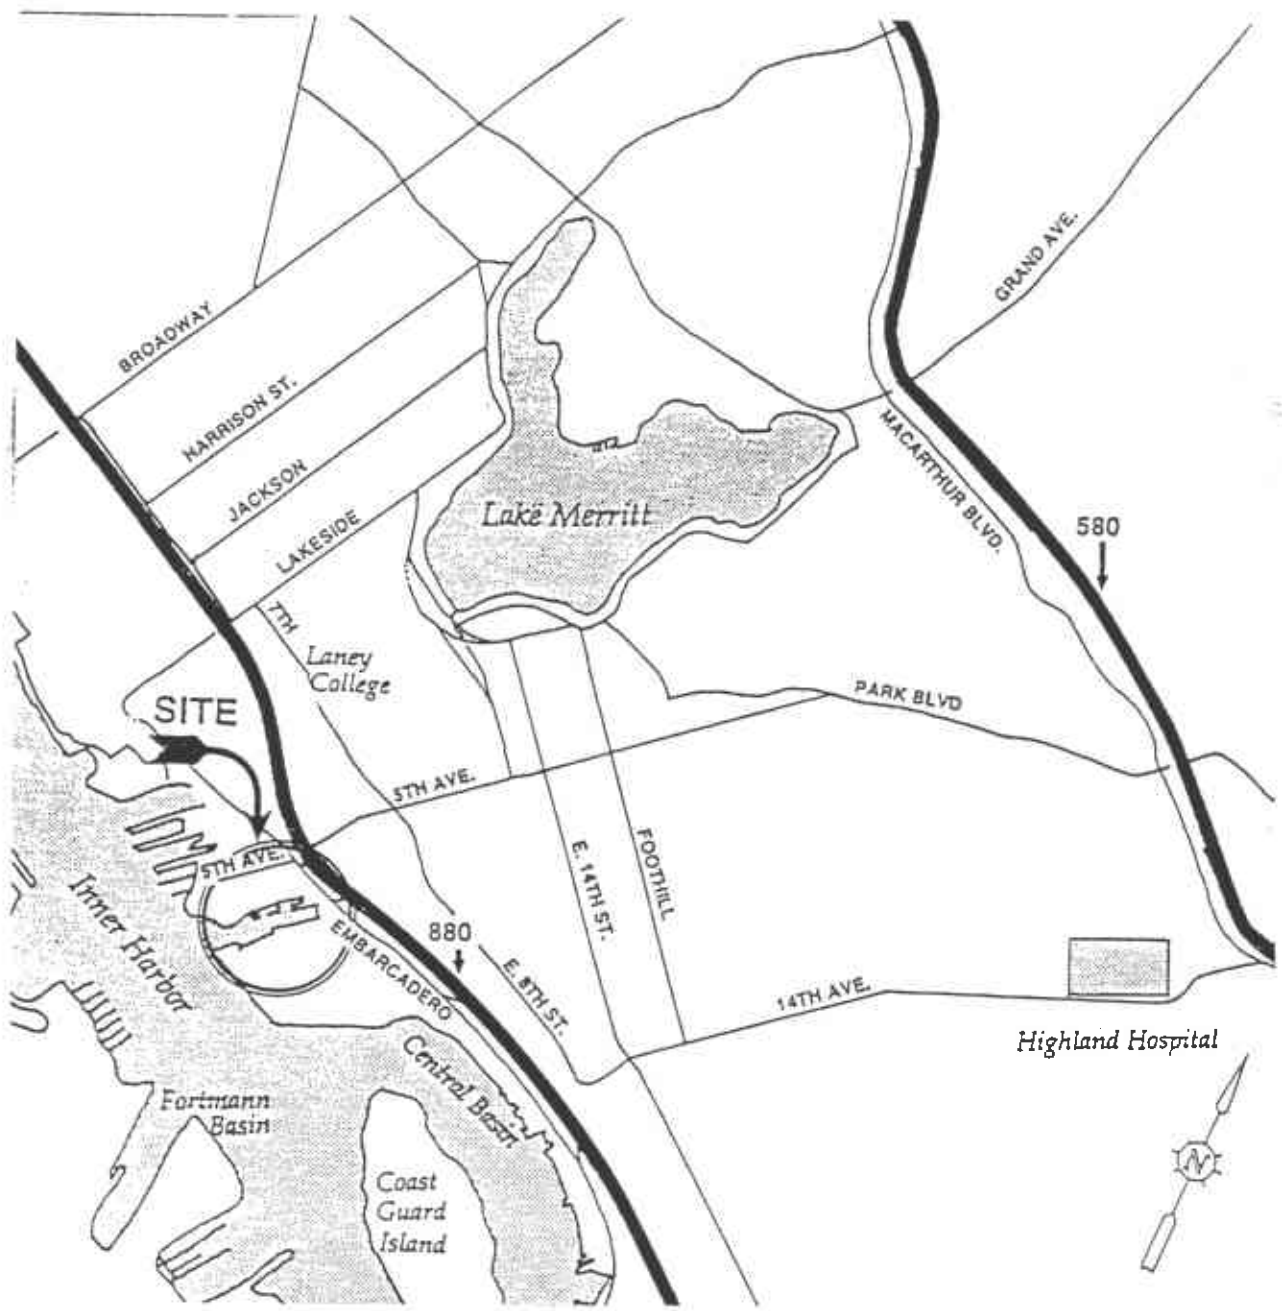 BROADWAY
GRAND AVE.
HARRISON ST.
JACKSON
LAKESIDE
MACARTHUR BLVD.
Lake Merritt
580
7TH
Laney
College
SITE
PARK BLVD
5TH AVE.
5TH AVE.
E. 14TH ST.
FOOTHILL
Inner Harbor
EMBARCADERO
880
E. 8TH ST.
14TH AVE.
Highland Hospital
Central Basin
Fortmann
Basin
Coast
Guard
Island
N